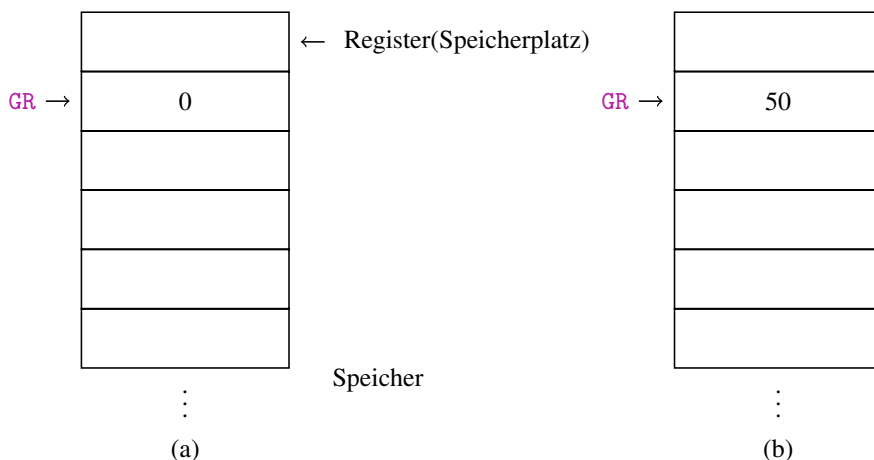 ← Register(Speicherplatz)
GR → 0
GR → 50
Speicher
⋮ ⋮
(a)
(b)